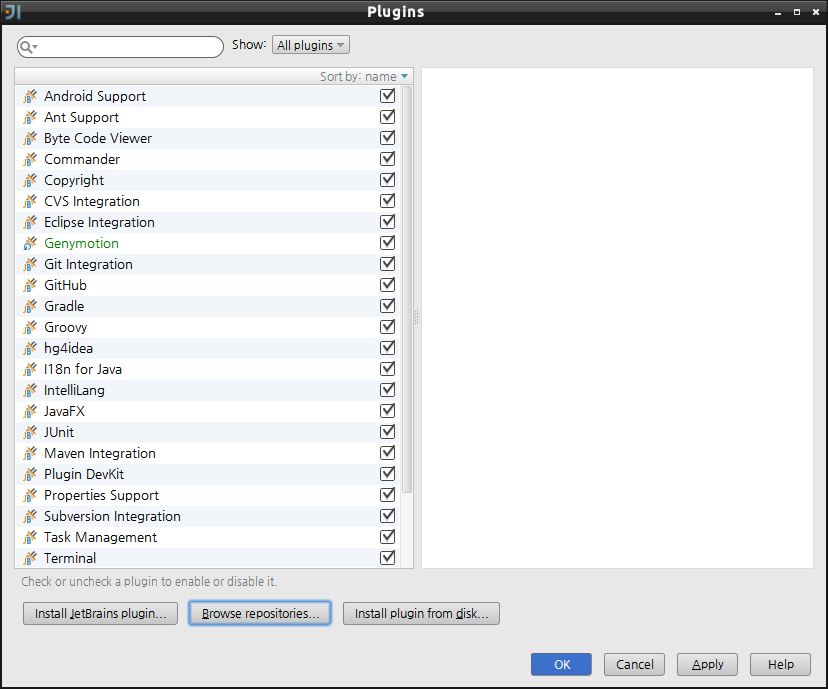 Plugins
Show: All plugins
Sort by: name
Android Support
Ant Support
Byte Code Viewer
Commander
Copyright
CVS Integration
Eclipse Integration
Genymotion
Git Integration
GitHub
Gradle
Groovy
hg4idea
I18n for Java
IntelliLang
JavaFX
JUnit
Maven Integration
Plugin DevKit
Properties Support
Subversion Integration
Task Management
Terminal
Check or uncheck a plugin to enable or disable it.
Install JetBrains plugin... Browse repositories... Install plugin from disk...
OK Cancel Apply Help